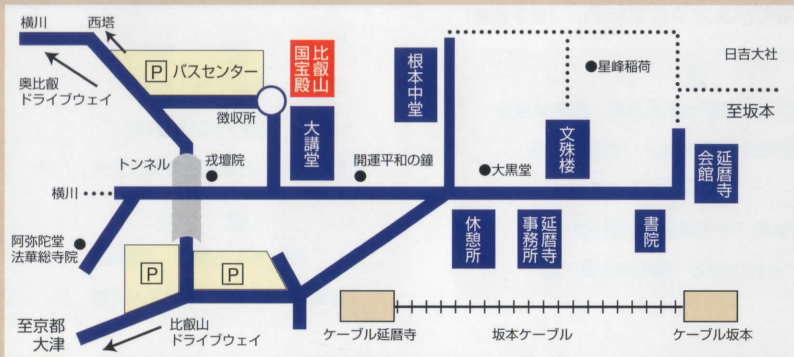 横川
西塔
P バスセンター
奥比叡
ドライブウェイ
徴収所
比叡山
国宝殿
大講堂
根本中堂
星峰稲荷
日吉大社
至坂本
トンネル
戒壇院
開運平和の鐘
大黒堂
文殊楼
延暦寺
会館
横川
阿弥陀堂
法華総寺院
P
P
休憩所
延暦寺
事務所
書院
至京都
大津
比叡山
ドライブウェイ
ケーブル延暦寺
坂本ケーブル
ケーブル坂本